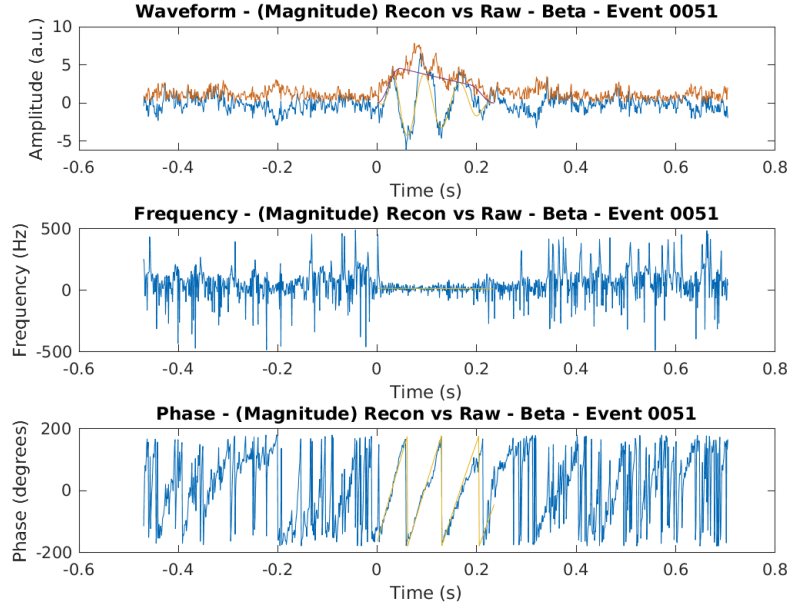 Waveform - (Magnitude) Recon vs Raw - Beta - Event 0051
Amplitude (a.u.)
10
5
0
-5
-0.6 -0.4 -0.2 0 0.2 0.4 0.6 0.8
Time (s)
Frequency - (Magnitude) Recon vs Raw - Beta - Event 0051
Frequency (Hz)
500
0
-500
-0.6 -0.4 -0.2 0 0.2 0.4 0.6 0.8
Time (s)
Phase - (Magnitude) Recon vs Raw - Beta - Event 0051
Phase (degrees)
200
0
-200
-0.6 -0.4 -0.2 0 0.2 0.4 0.6 0.8
Time (s)